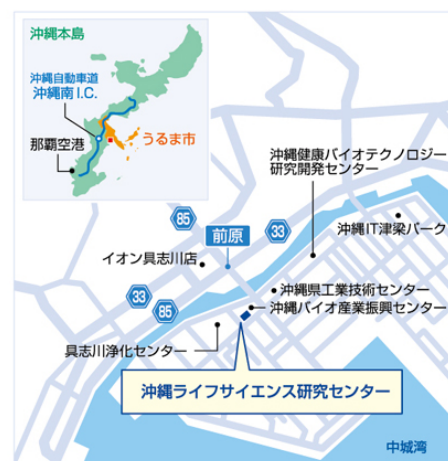 沖縄本島
沖縄自動車道
沖縄南I.C.
那覇空港
うるま市
沖縄健康バイオテクノロジー
研究開発センター
85
前原
33
沖縄IT津梁パーク
イオン具志川店
33
85
沖縄県工業技術センター
沖縄バイオ産業振興センター
具志川浄化センター
沖縄ライフサイエンス研究センター
中城湾